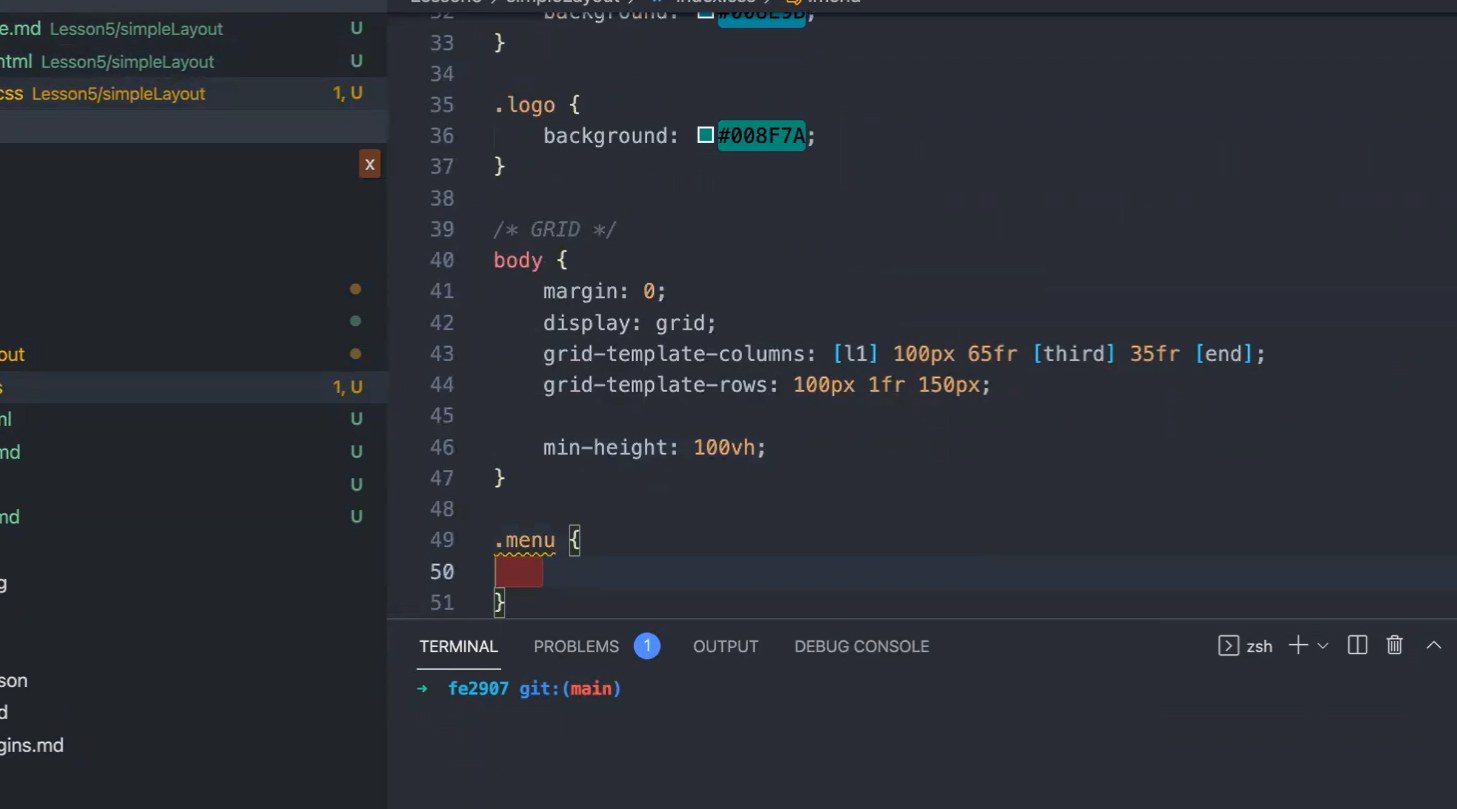 Lesson5 > simpleLayout > index.css > .menu
e.md Lesson5/simpleLayout U
html Lesson5/simpleLayout U
css Lesson5/simpleLayout 1, U
x
out
s 1, U
ml U
md U
U
md U
g
son
d
gins.md
32 background: #008E9B;
33 }
34
35 .logo {
36 background: #008F7A;
37 }
38
39 /* GRID */
40 body {
41 margin: 0;
42 display: grid;
43 grid-template-columns: [l1] 100px 65fr [third] 35fr [end];
44 grid-template-rows: 100px 1fr 150px;
45
46 min-height: 100vh;
47 }
48
49 .menu {
50
51 }
TERMINAL PROBLEMS 1 OUTPUT DEBUG CONSOLE zsh
➜ fe2907 git:(main)